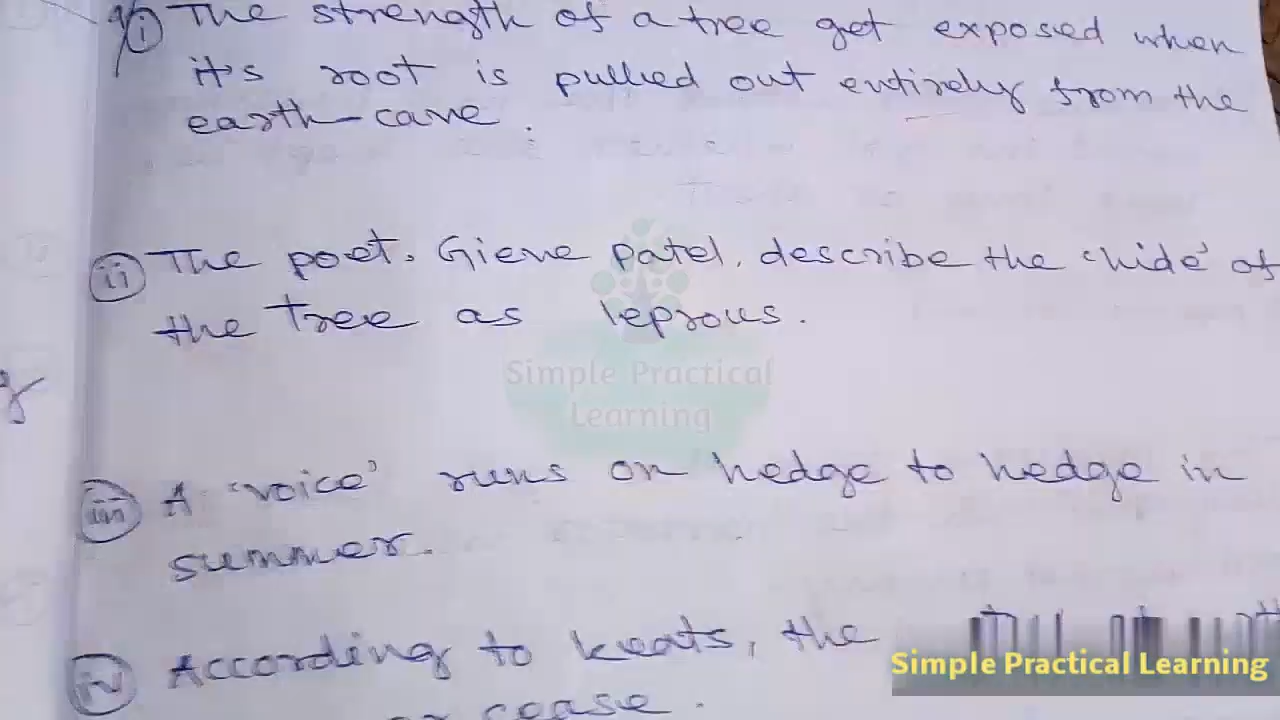 i) The strength of a tree get exposed when
it's root is pulled out entirely from the
earth-cave.
ii) The poet, Gieve Patel, describe the 'hide' of
the tree as leprous.
Simple Practical
Learning
iii) A 'voice' runs on hedge to hedge in
summer.
iv) According to keats, the
Simple Practical Learning
cease.